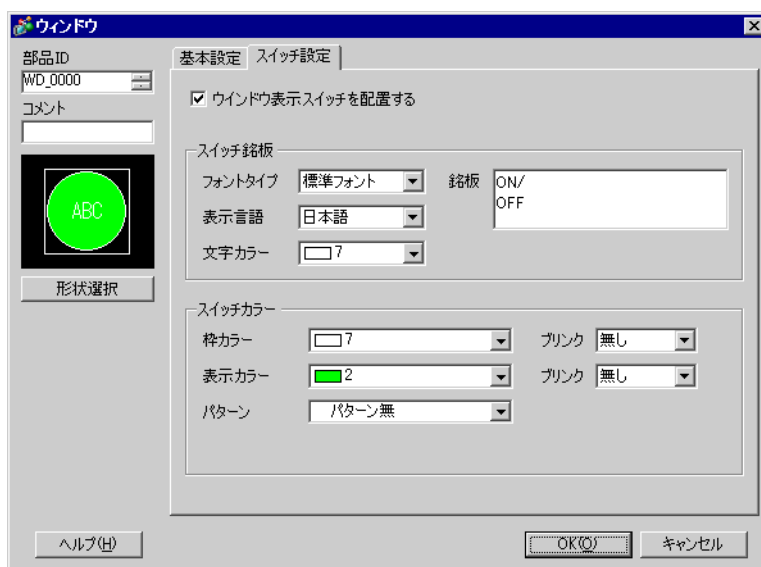 ウィンドウ
部品ID
WD_0000
コメント
ABC
形状選択
基本設定 スイッチ設定
ウインドウ表示スイッチを配置する
スイッチ銘板
フォントタイプ 標準フォント 銘板 ON/
OFF
表示言語 日本語
文字カラー 7
スイッチカラー
枠カラー 7 ブリンク 無し
表示カラー 2 ブリンク 無し
パターン パターン無
ヘルプ(H) OK(O) キャンセル